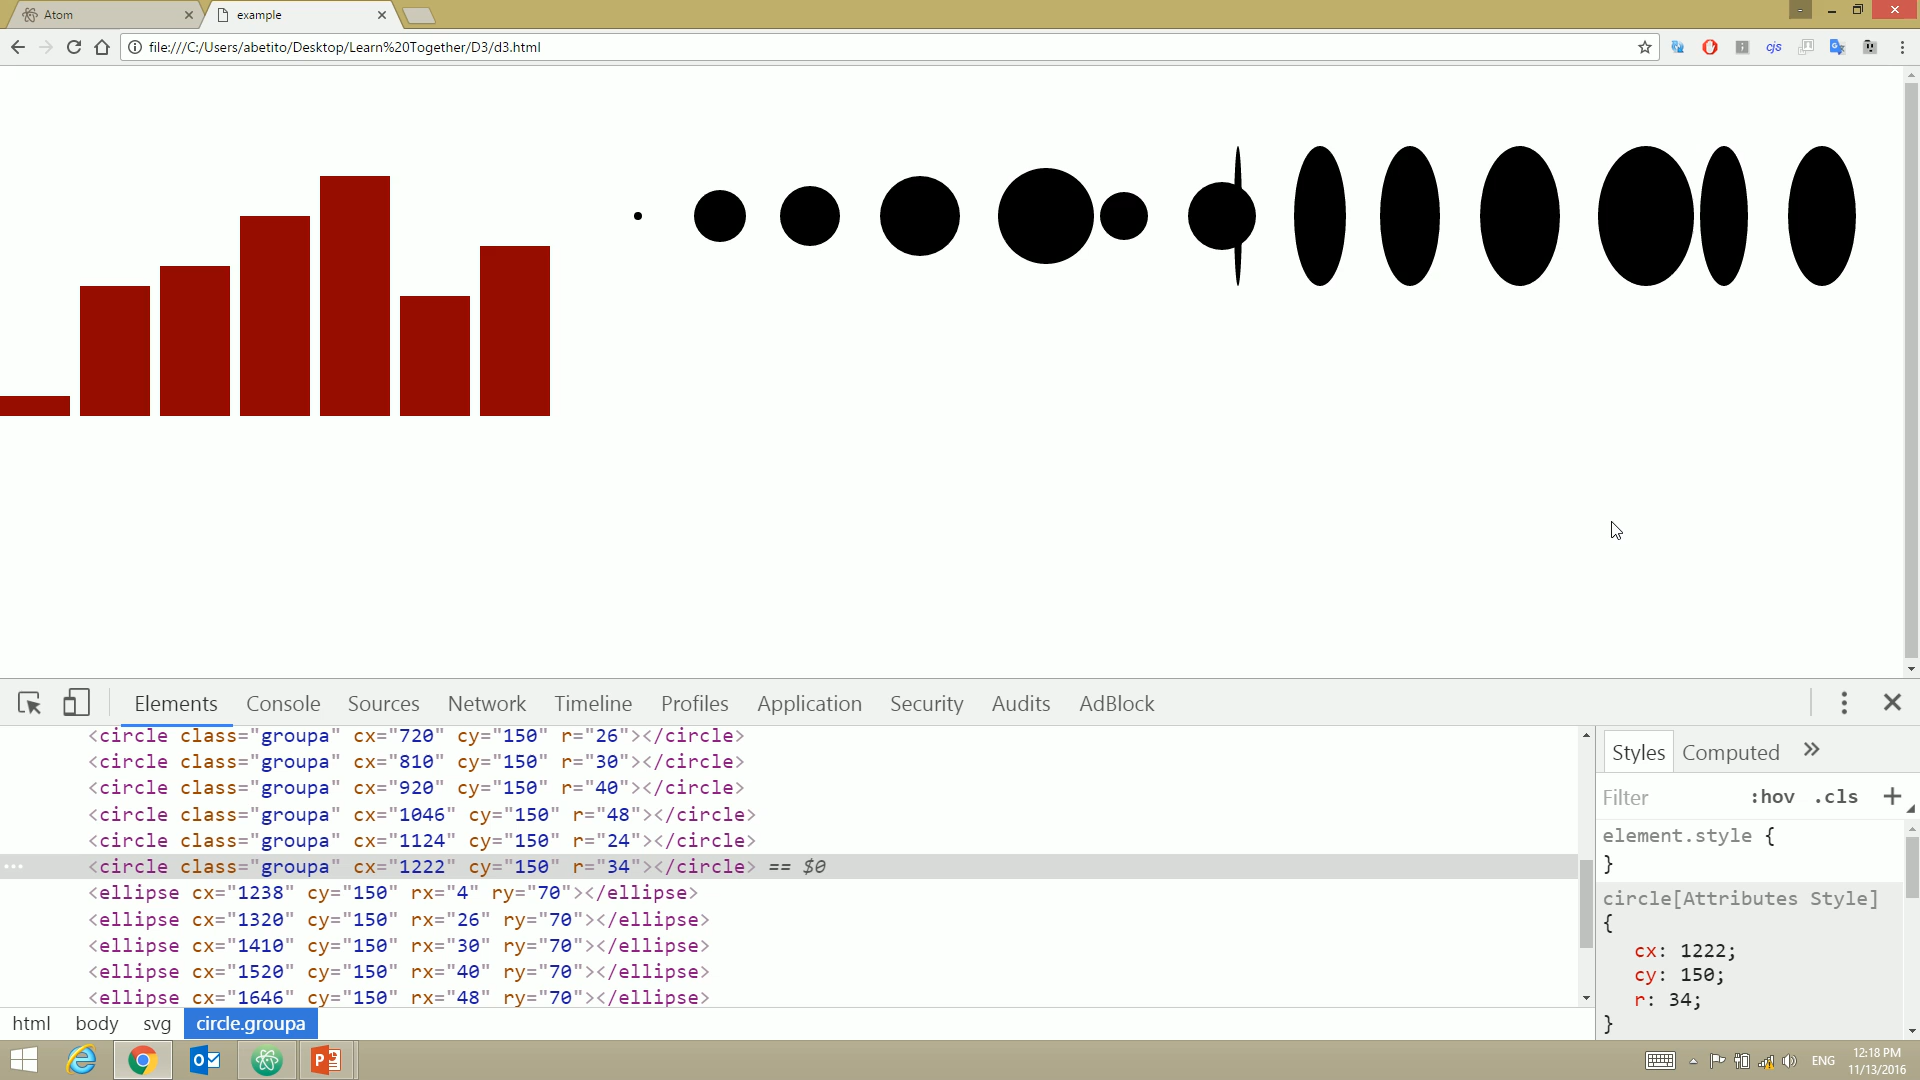 Atom
example
file:///C:/Users/abetito/Desktop/Learn%20Together/D3/d3.html
cjs
Elements Console Sources Network Timeline Profiles Application Security Audits AdBlock
<circle class="groupa" cx="720" cy="150" r="26"></circle>
<circle class="groupa" cx="810" cy="150" r="30"></circle>
<circle class="groupa" cx="920" cy="150" r="40"></circle>
<circle class="groupa" cx="1046" cy="150" r="48"></circle>
<circle class="groupa" cx="1124" cy="150" r="24"></circle>
<circle class="groupa" cx="1222" cy="150" r="34"></circle> == $0
<ellipse cx="1238" cy="150" rx="4" ry="70"></ellipse>
<ellipse cx="1320" cy="150" rx="26" ry="70"></ellipse>
<ellipse cx="1410" cy="150" rx="30" ry="70"></ellipse>
<ellipse cx="1520" cy="150" rx="40" ry="70"></ellipse>
<ellipse cx="1646" cy="150" rx="48" ry="70"></ellipse>
html body svg circle.groupa
Styles Computed »
Filter :hov .cls +
element.style {
}
circle[Attributes Style]
{
cx: 1222;
cy: 150;
r: 34;
}
ENG
12:18 PM
11/13/2016